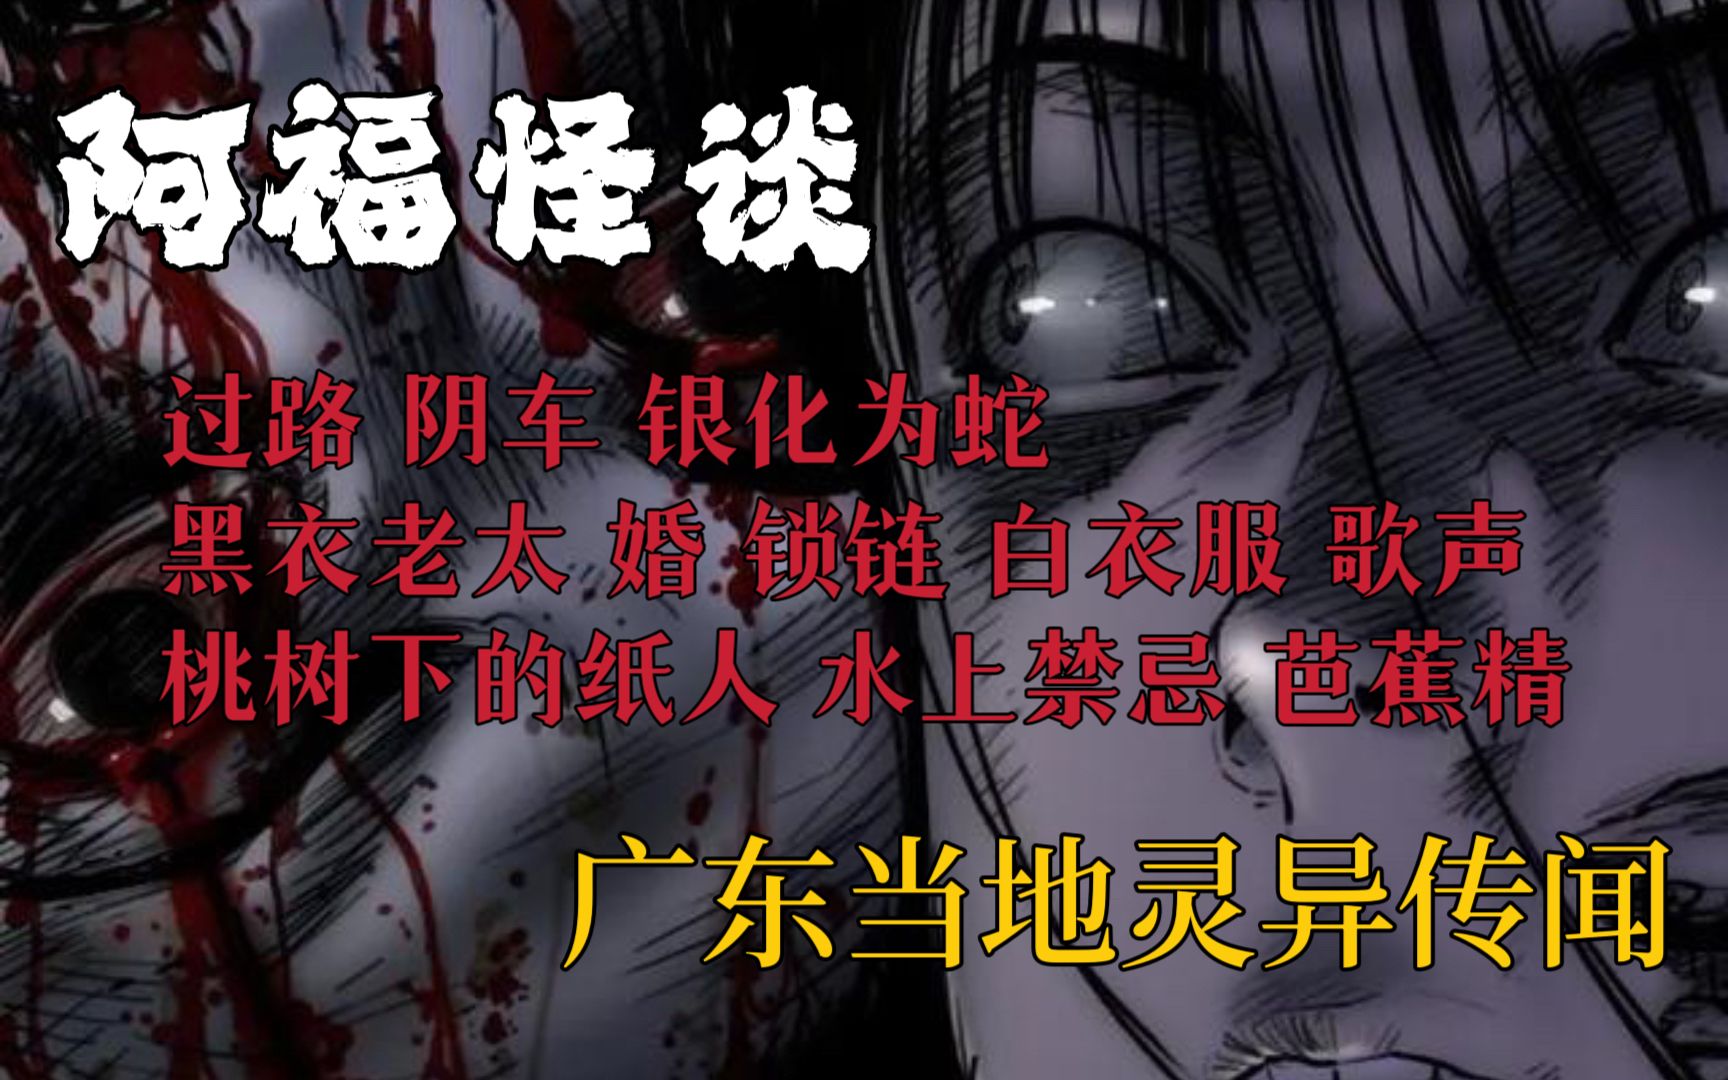 阿福怪谈
过路 阴车 银化为蛇
黑衣老太 婚 锁链 白衣服 歌声
桃树下的纸人 水上禁忌 芭蕉精
广东当地灵异传闻